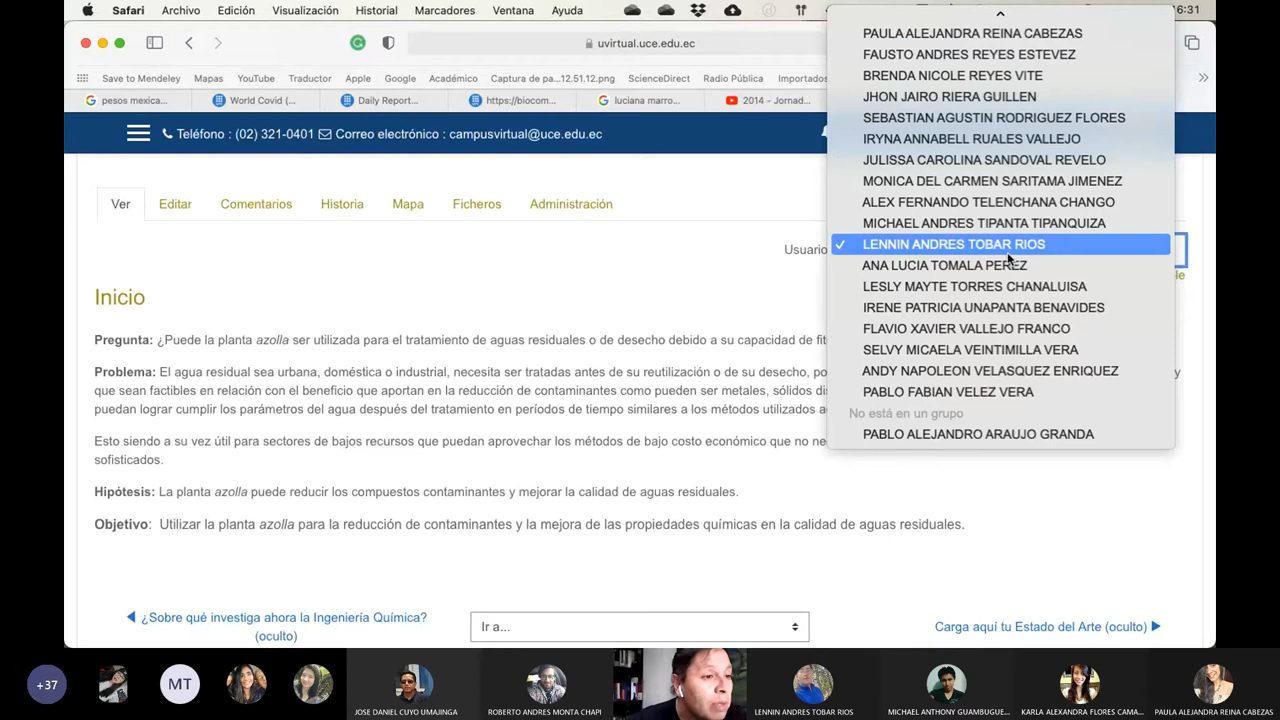 Safari Archivo Edición Visualización Historial Marcadores Ventana Ayuda 16:31
uvirtual.uce.edu.ec
Save to Mendeley Mapas YouTube Traductor Apple Google Académico Captura de pa...12.51.12.png ScienceDirect Radio Pública Importados
pesos mexica... World Covid (... Daily Report... https://biocom... luciana marro... 2014 - Jornad...
Teléfono : (02) 321-0401 Correo electrónico : campusvirtual@uce.edu.ec
Ver Editar Comentarios Historia Mapa Ficheros Administración
Usuario
PAULA ALEJANDRA REINA CABEZAS
FAUSTO ANDRES REYES ESTEVEZ
BRENDA NICOLE REYES VITE
JHON JAIRO RIERA GUILLEN
SEBASTIAN AGUSTIN RODRIGUEZ FLORES
IRYNA ANNABELL RUALES VALLEJO
JULISSA CAROLINA SANDOVAL REVELO
MONICA DEL CARMEN SARITAMA JIMENEZ
ALEX FERNANDO TELENCHANA CHANGO
MICHAEL ANDRES TIPANTA TIPANQUIZA
✓ LENNIN ANDRES TOBAR RIOS
ANA LUCIA TOMALA PEREZ
LESLY MAYTE TORRES CHANALUISA
IRENE PATRICIA UNAPANTA BENAVIDES
FLAVIO XAVIER VALLEJO FRANCO
SELVY MICAELA VEINTIMILLA VERA
ANDY NAPOLEON VELASQUEZ ENRIQUEZ
PABLO FABIAN VELEZ VERA
No está en un grupo
PABLO ALEJANDRO ARAUJO GRANDA
Inicio
Pregunta: ¿Puede la planta azolla ser utilizada para el tratamiento de aguas residuales o de desecho debido a su capacidad de
Problema: El agua residual sea urbana, doméstica o industrial, necesita ser tratadas antes de su reutilización o de su desecho,
que sean factibles en relación con el beneficio que aportan en la reducción de contaminantes como pueden ser metales, sólidos
puedan lograr cumplir los parámetros del agua después del tratamiento en períodos de tiempo similares a los métodos utilizados
Esto siendo a su vez útil para sectores de bajos recursos que puedan aprovechar los métodos de bajo costo económico que no
sofisticados.
Hipótesis: La planta azolla puede reducir los compuestos contaminantes y mejorar la calidad de aguas residuales.
Objetivo: Utilizar la planta azolla para la reducción de contaminantes y la mejora de las propiedades químicas en la calidad de aguas residuales.
◀ ¿Sobre qué investiga ahora la Ingeniería Química?
(oculto)
Ir a...
Carga aquí tu Estado del Arte (oculto) ▶
+37 MT
JOSE DANIEL CUYO UMAJINGA ROBERTO ANDRES MONTA CHAPI LENNIN ANDRES TOBAR RIOS MICHAEL ANTHONY GUAMBUGUE... KARLA ALEXANDRA FLORES CAMA... PAULA ALEJANDRA REINA CABEZAS